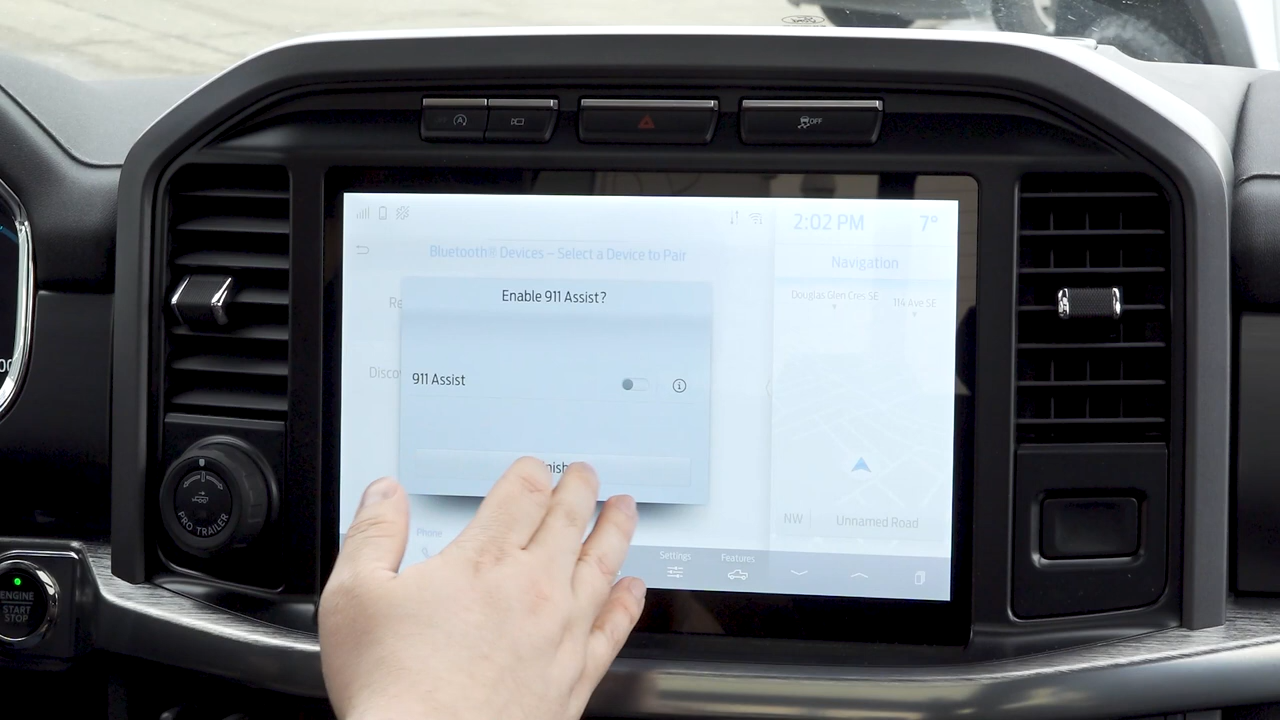 OFF
2:02 PM
7°
Bluetooth® Devices – Select a Device to Pair
Navigation
Enable 911 Assist?
Douglas Glen Cres SE
114 Ave SE
911 Assist
PRO TRAILER
NW
Unnamed Road
Phone
Settings
Features
ENGINE
START
STOP